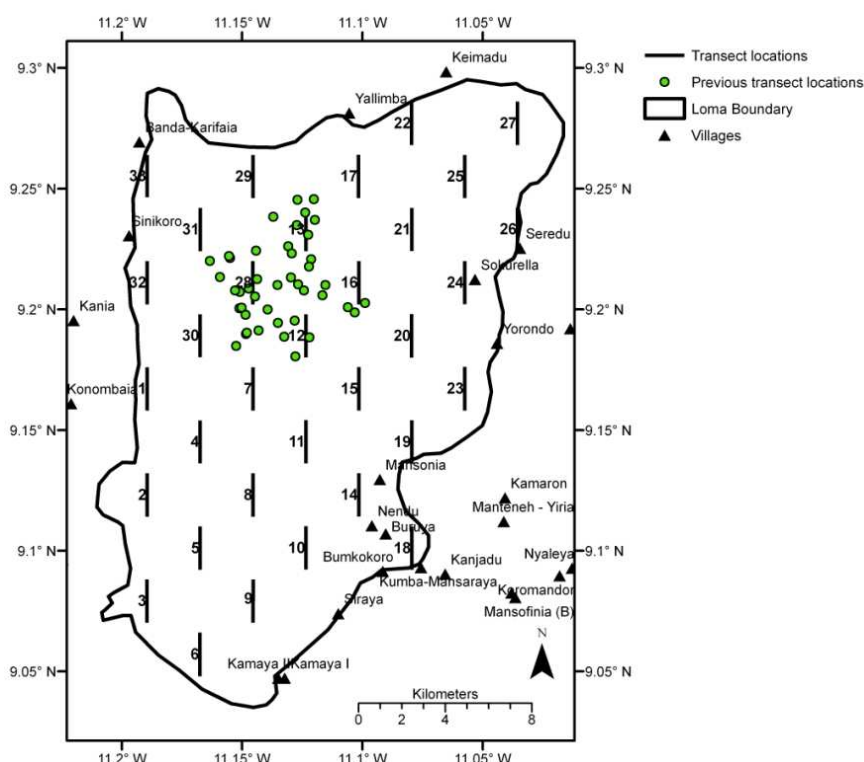 11.2° W 11.15° W 11.1° W 11.05° W
9.3° N 9.3° N
Keimadu
Yallimba
22 27
Banda-Karifaia
9.25° N 9.25° N
33 29 17 25
31 13 21 26
Sinikoro
Seredu
Sokurella
32 28 16 24
Kania
9.2° N 9.2° N
30 12 20
Yorondo
Konombaia
1 7 15 23
9.15° N 9.15° N
4 11 19
Mansonia
2 8 14
Kamaron
Nendu
Manteneh - Yiria
Buruya
9.1° N 9.1° N
5 10 18
Bumkokoro
Kanjadu
Nyaleya
Kumba-Mansaraya
Koromandor
3 9
Siraya
Mansofinia (B)
6
Kamaya II Kamaya I
9.05° N 9.05° N
N
Kilometers
0 2 4 8
11.2° W 11.15° W 11.1° W 11.05° W
Transect locations
Previous transect locations
Loma Boundary
Villages